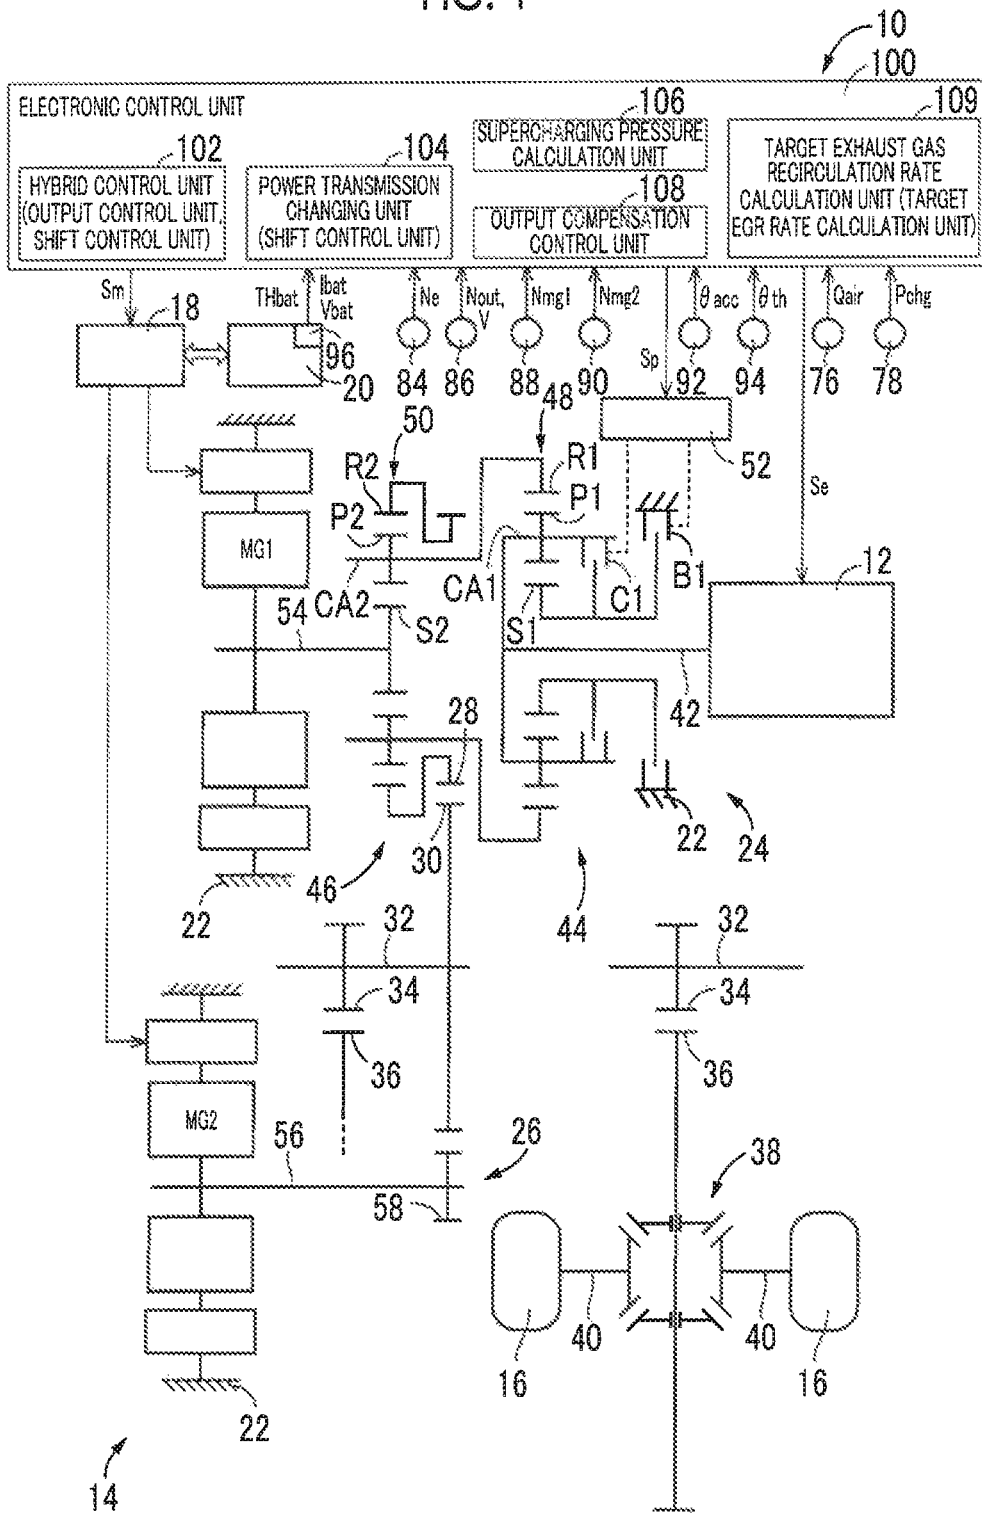 FIG. 1
10
100
ELECTRONIC CONTROL UNIT
102
HYBRID CONTROL UNIT
(OUTPUT CONTROL UNIT,
SHIFT CONTROL UNIT)
104
POWER TRANSMISSION
CHANGING UNIT
(SHIFT CONTROL UNIT)
106
SUPERCHARGING PRESSURE
CALCULATION UNIT
108
OUTPUT COMPENSATION
CONTROL UNIT
109
TARGET EXHAUST GAS
RECIRCULATION RATE
CALCULATION UNIT (TARGET
EGR RATE CALCULATION UNIT)
Sm
THbat
Ibat
Vbat
Ne
Nout,
V
Nmg1
Nmg2
Sp
θacc
θth
Qair
Pchg
18
96
20
84
86
88
90
92
94
76
78
50
48
52
Se
R2
R1
P2
P1
MG1
CA2
CA1
C1
B1
12
54
S2
S1
28
42
30
22
24
46
22
44
32
32
34
34
36
36
MG2
56
26
38
58
40
40
16
16
22
14